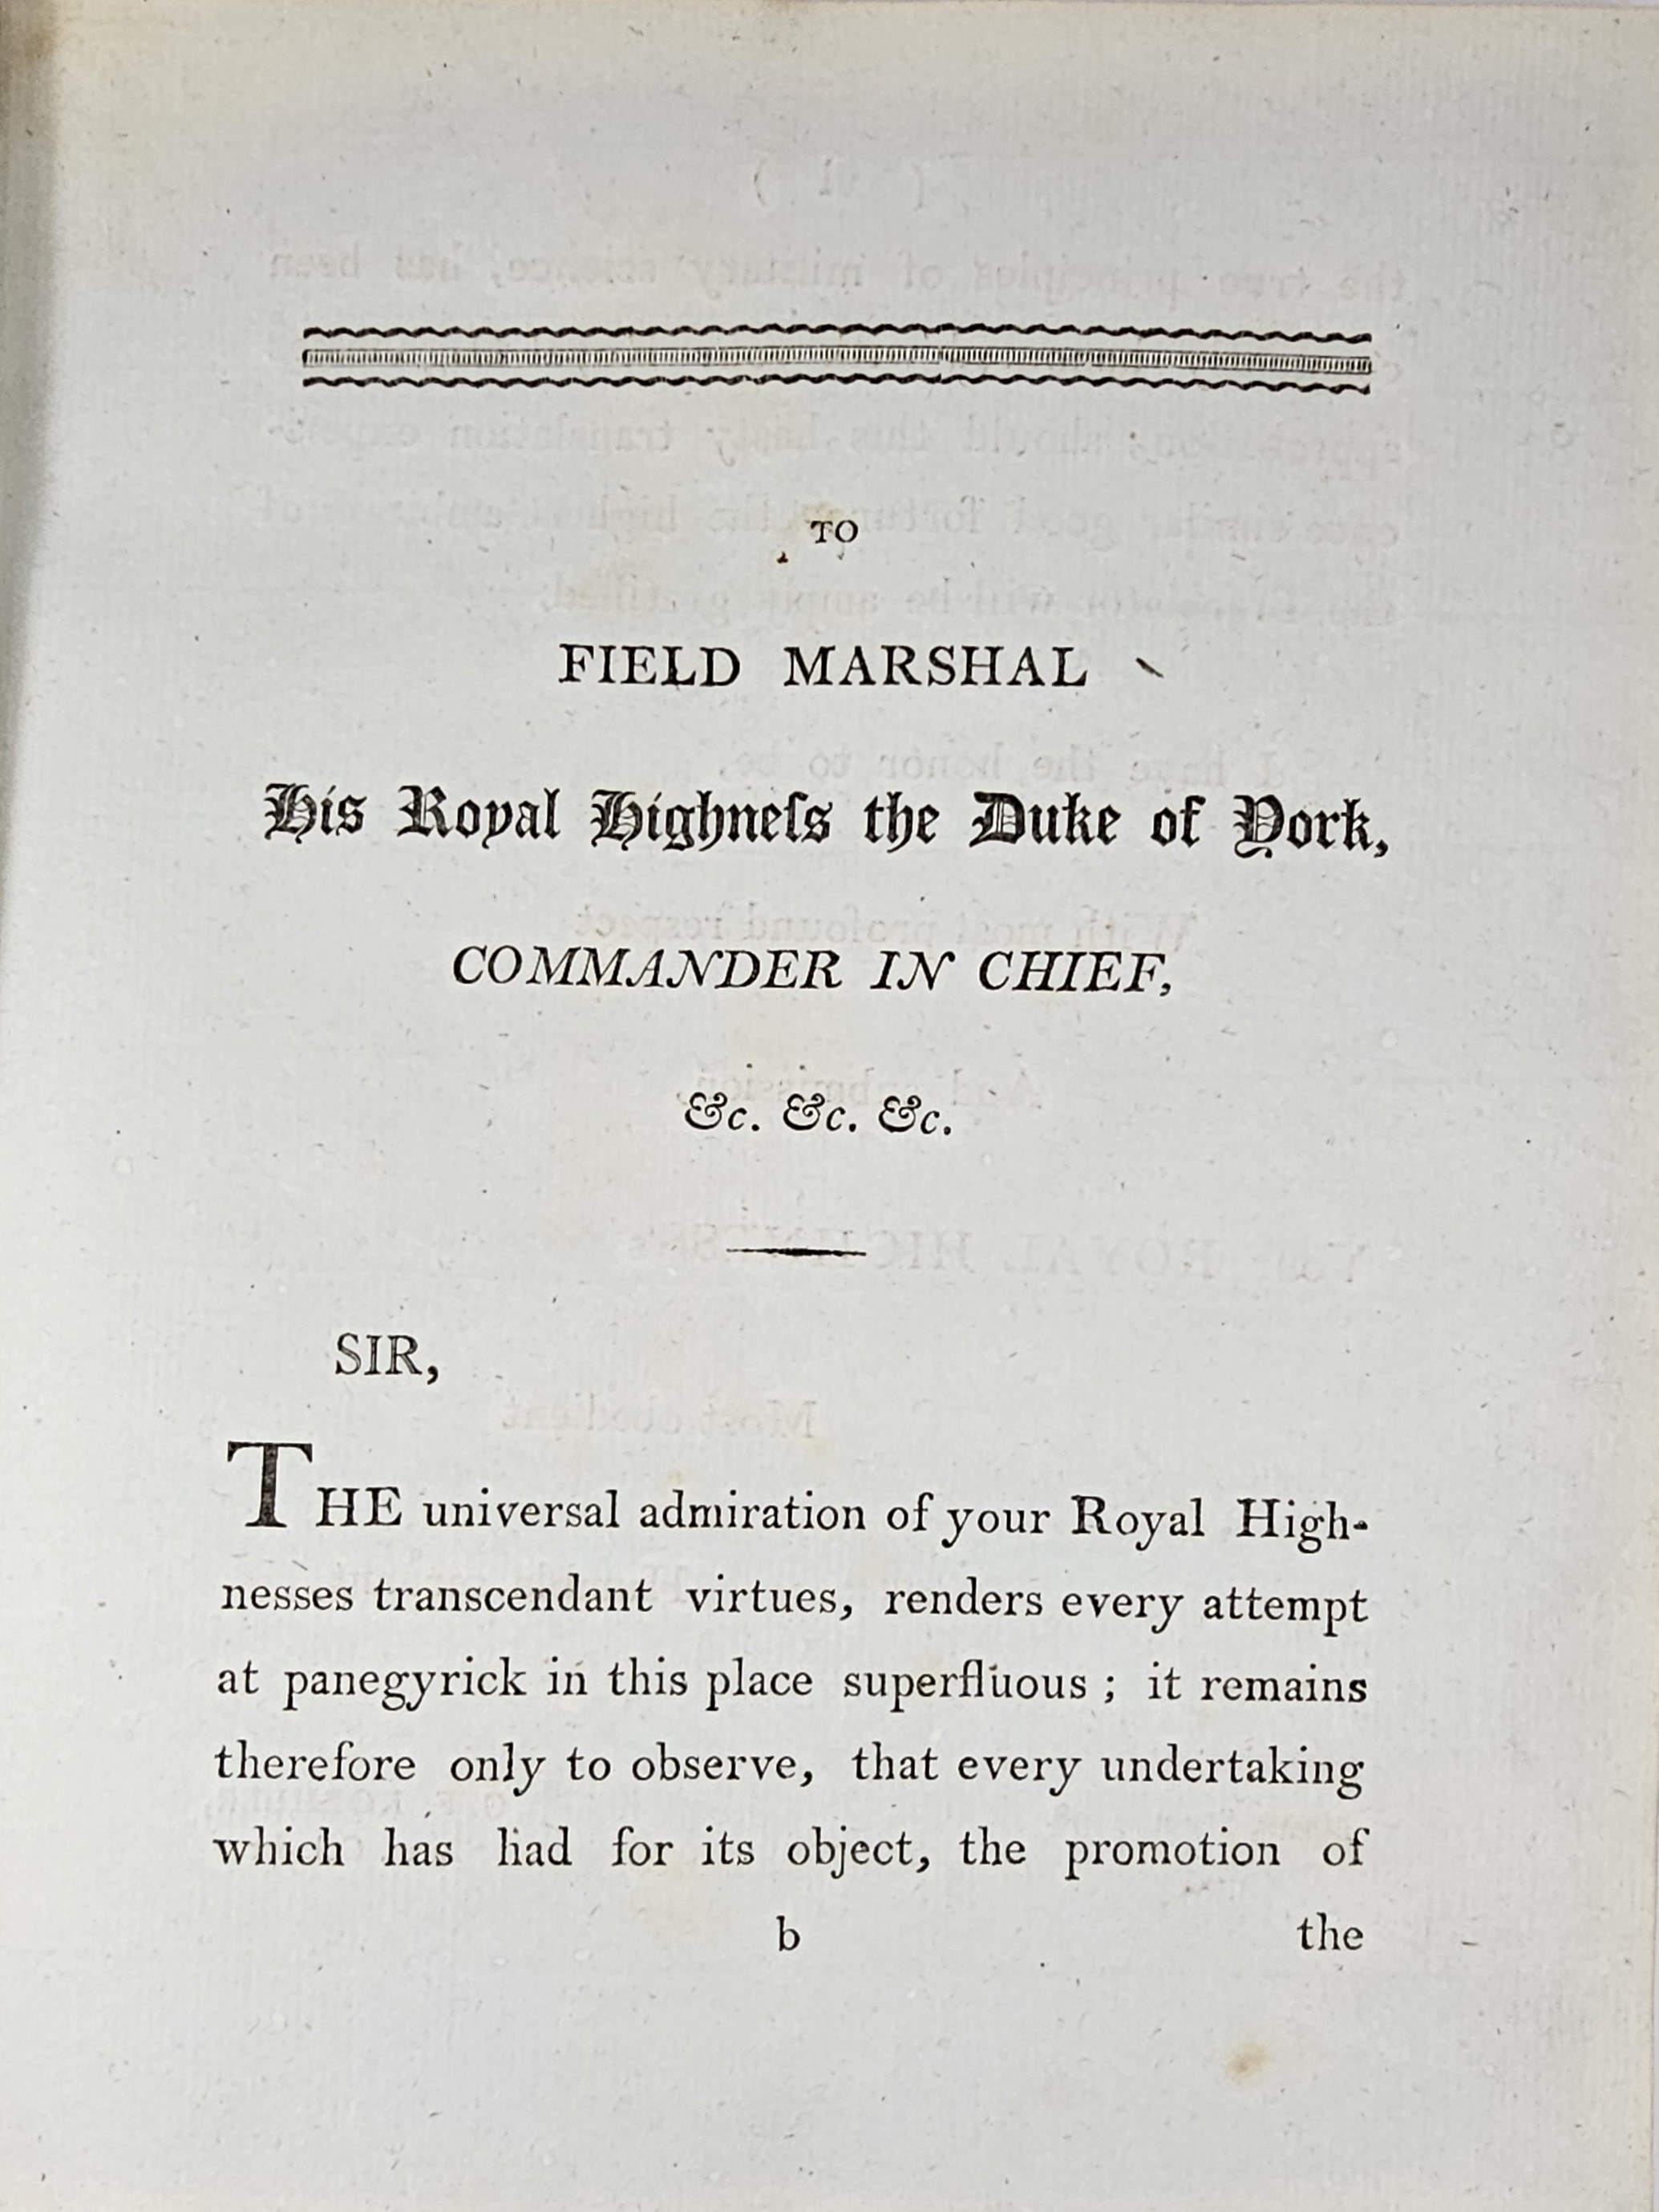 TO
FIELD MARSHAL
His Royal Highneſs the Duke of York,
COMMANDER IN CHIEF,
&c. &c. &c.
SIR,
THE universal admiration of your Royal High-
nesses transcendant virtues, renders every attempt
at panegyrick in this place superfluous ; it remains
therefore only to observe, that every undertaking
which has had for its object, the promotion of
b the